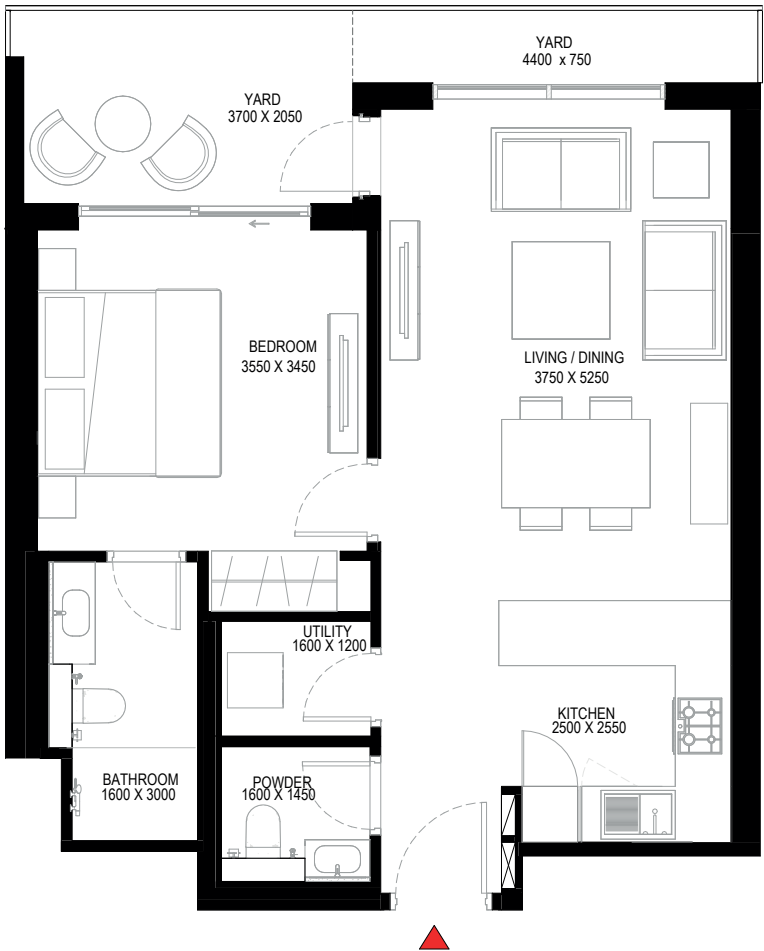 YARD
4400 x 750
YARD
3700 X 2050
BEDROOM
3550 X 3450
LIVING / DINING
3750 X 5250
UTILITY
1600 X 1200
KITCHEN
2500 X 2550
BATHROOM
1600 X 3000
POWDER
1600 X 1450